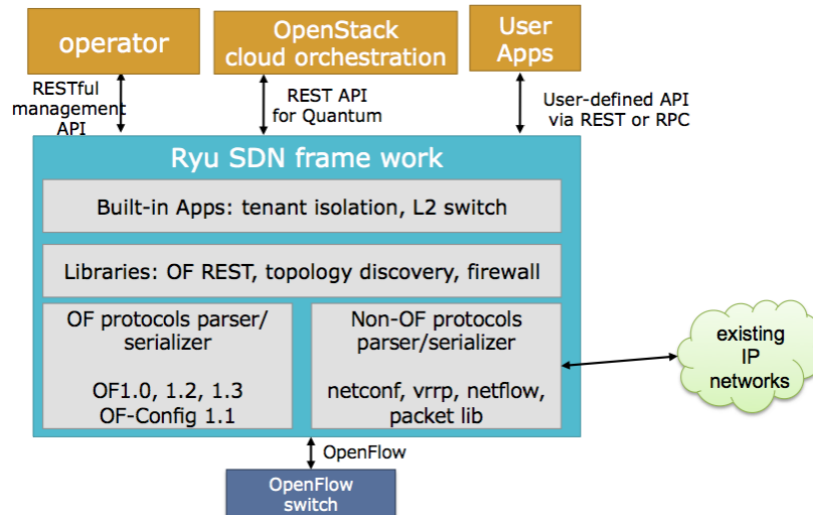 operator
OpenStack
cloud orchestration
User
Apps
RESTful
management
API
REST API
for Quantum
User-defined API
via REST or RPC
Ryu SDN frame work
Built-in Apps: tenant isolation, L2 switch
Libraries: OF REST, topology discovery, firewall
OF protocols parser/
serializer
OF1.0, 1.2, 1.3
OF-Config 1.1
Non-OF protocols
parser/serializer
netconf, vrrp, netflow,
packet lib
existing
IP
networks
OpenFlow
OpenFlow
switch